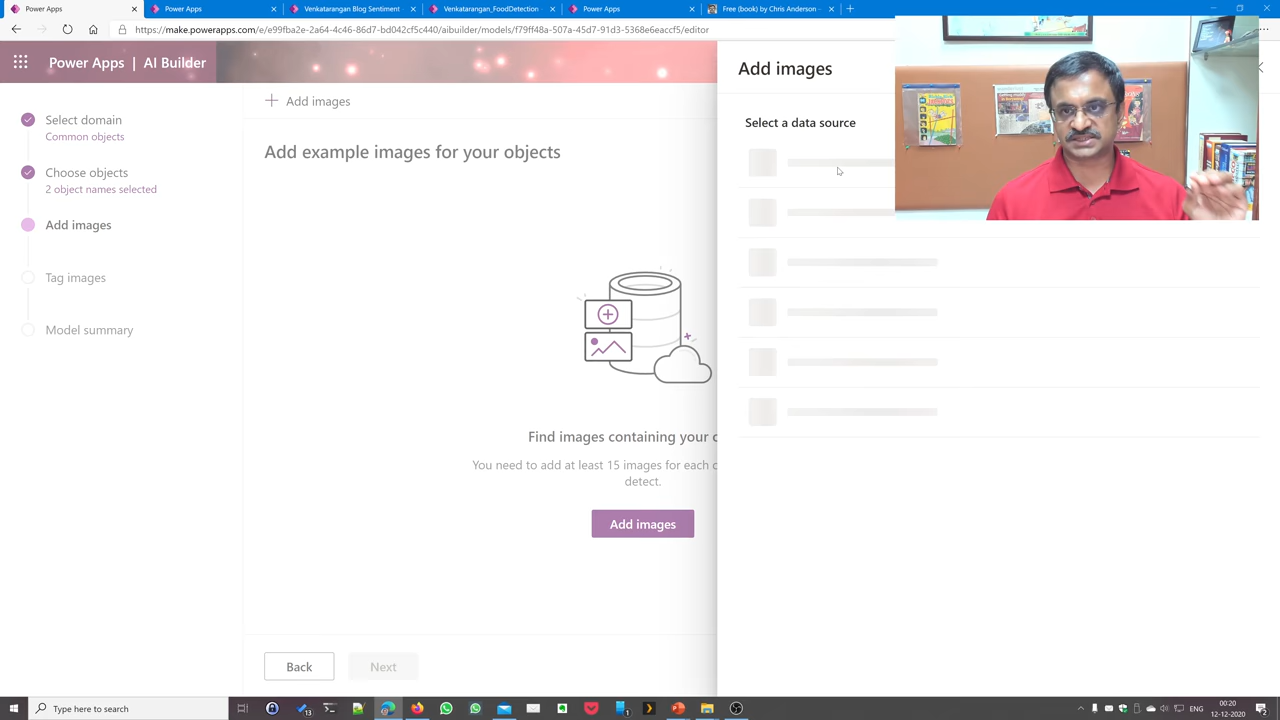 Power Apps
Power Apps
Venkatarangan Blog Sentiment
Venkatarangan_FoodDetection
Power Apps
Free (book) by Chris Anderson
https://make.powerapps.com/e/e99fba2e-2a64-4c46-86d7-bd042cf5c440/aibuilder/models/f79ff48a-507a-45d7-91d3-5368e6eaccf5/editor
Power Apps | AI Builder
Add images
Add images
Select domain
Common objects
Choose objects
2 object names selected
Add images
Tag images
Model summary
Add example images for your objects
Select a data source
Find images containing your
You need to add at least 15 images for each
detect.
Add images
Back
Next
Type here to search
13
1
ENG
00:20
12-12-2020